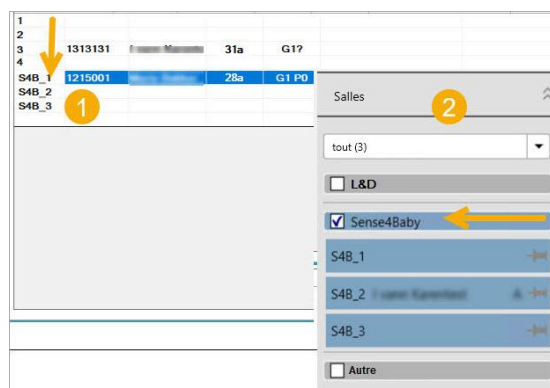 1
2
3 1313131 31a G1?
4
S4B_1 1215001 28a G1 P0
S4B_2
S4B_3
1
Salles
2
tout (3)
L&D
Sense4Baby
S4B_1
S4B_2 A
S4B_3
Autre